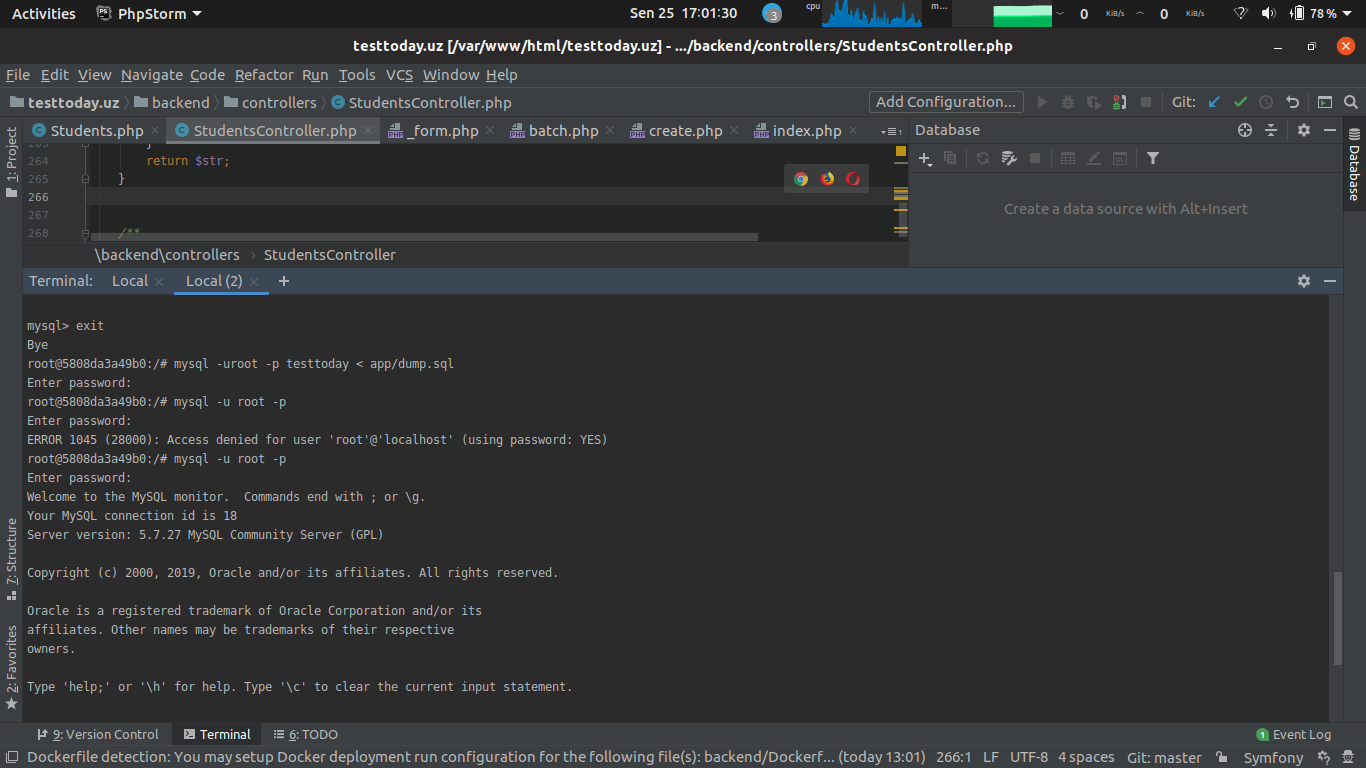 Activities PhpStorm Sen 25 17:01:30 3 cpu m... 0 KiB/s 0 KiB/s 78 %
testtoday.uz [/var/www/html/testtoday.uz] - .../backend/controllers/StudentsController.php
File Edit View Navigate Code Refactor Run Tools VCS Window Help
testtoday.uz backend controllers StudentsController.php Add Configuration... Git:
1: Project
Students.php StudentsController.php _form.php batch.php create.php index.php Database
263 }
264 return $str;
265 }
266
267
268 /**
Create a data source with Alt+Insert
Database
\backend\controllers › StudentsController
Terminal: Local Local (2)
mysql> exit
Bye
root@5808da3a49b0:/# mysql -uroot -p testtoday < app/dump.sql
Enter password:
root@5808da3a49b0:/# mysql -u root -p
Enter password:
ERROR 1045 (28000): Access denied for user 'root'@'localhost' (using password: YES)
root@5808da3a49b0:/# mysql -u root -p
Enter password:
Welcome to the MySQL monitor.  Commands end with ; or \g.
Your MySQL connection id is 18
Server version: 5.7.27 MySQL Community Server (GPL)
Copyright (c) 2000, 2019, Oracle and/or its affiliates. All rights reserved.
Oracle is a registered trademark of Oracle Corporation and/or its
affiliates. Other names may be trademarks of their respective
owners.
Type 'help;' or '\h' for help. Type '\c' to clear the current input statement.
7: Structure
2: Favorites
9: Version Control Terminal 6: TODO 1 Event Log
Dockerfile detection: You may setup Docker deployment run configuration for the following file(s): backend/Dockerf... (today 13:01) 266:1 LF UTF-8 4 spaces Git: master Symfony